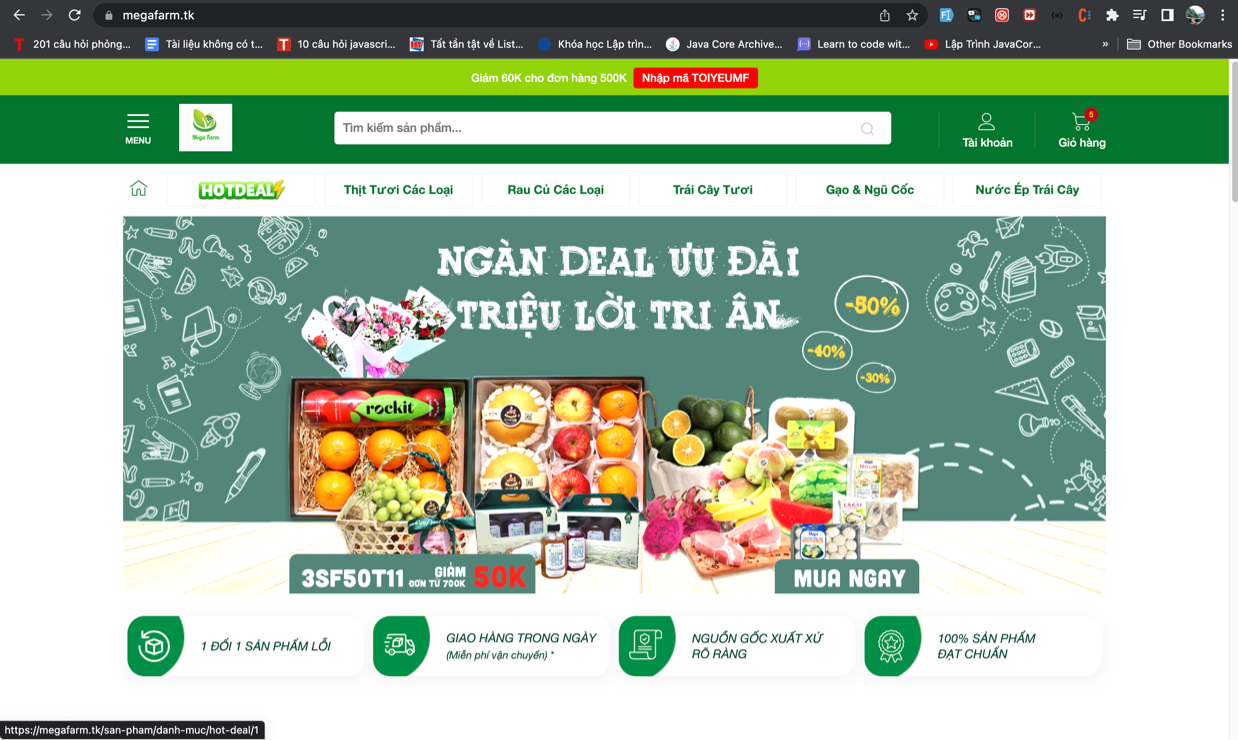 megafarm.tk
201 câu hỏi phỏng...
Tài liệu không có t...
10 câu hỏi javascri...
Tất tần tật về List...
Khóa học Lập trìn...
Java Core Archive...
Learn to code wit...
Lập Trình JavaCor...
»
Other Bookmarks
Giảm 60K cho đơn hàng 500K Nhập mã TOIYEUMF
MENU
Mega Farm
Tìm kiếm sản phẩm...
Tài khoản
5
Giỏ hàng
HOTDEAL
Thịt Tươi Các Loại
Rau Củ Các Loại
Trái Cây Tươi
Gạo & Ngũ Cốc
Nước Ép Trái Cây
NGÀN DEAL ƯU ĐÃI
TRIỆU LỜI TRI ÂN
-50%
-40%
-30%
rockit
3SF50T11 GIẢM ĐƠN TỪ 700K 50K
MUA NGAY
1 ĐỔI 1 SẢN PHẨM LỖI
GIAO HÀNG TRONG NGÀY
(Miễn phí vận chuyển) *
NGUỒN GỐC XUẤT XỨ
RÕ RÀNG
100% SẢN PHẨM
ĐẠT CHUẨN
https://megafarm.tk/san-pham/danh-muc/hot-deal/1